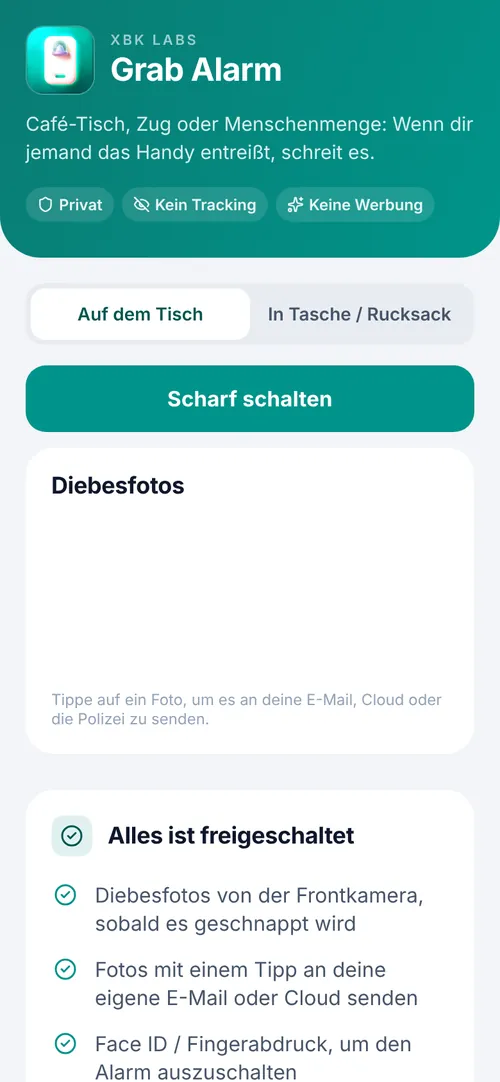 XBK LABS
Grab Alarm
Café-Tisch, Zug oder Menschenmenge: Wenn dir
jemand das Handy entreißt, schreit es.
Privat
Kein Tracking
Keine Werbung
Auf dem Tisch
In Tasche / Rucksack
Scharf schalten
Diebesfotos
Tippe auf ein Foto, um es an deine E-Mail, Cloud oder
die Polizei zu senden.
Alles ist freigeschaltet
Diebesfotos von der Frontkamera,
sobald es geschnappt wird
Fotos mit einem Tipp an deine
eigene E-Mail oder Cloud senden
Face ID / Fingerabdruck, um den
Alarm auszuschalten